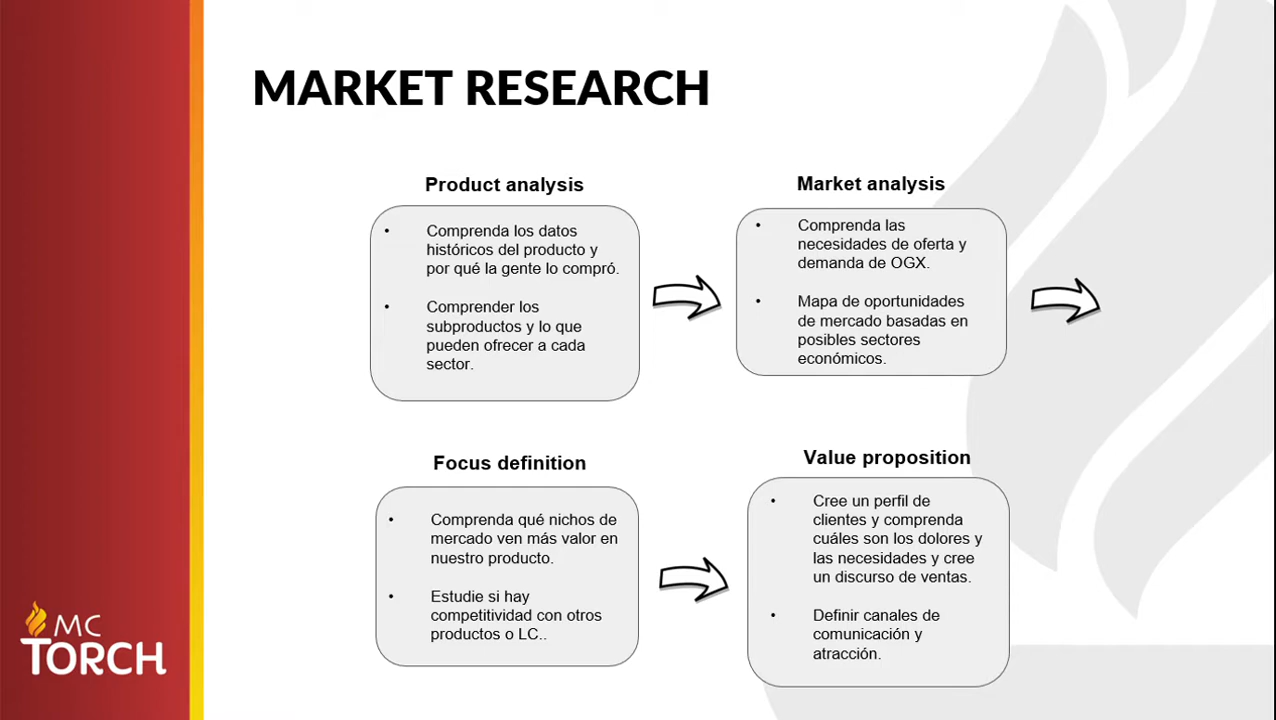 MARKET RESEARCH
Product analysis
• Comprenda los datos
históricos del producto y
por qué la gente lo compró.
• Comprender los
subproductos y lo que
pueden ofrecer a cada
sector.
Market analysis
• Comprenda las
necesidades de oferta y
demanda de OGX.
• Mapa de oportunidades
de mercado basadas en
posibles sectores
económicos.
Focus definition
• Comprenda qué nichos de
mercado ven más valor en
nuestro producto.
• Estudie si hay
competitividad con otros
productos o LC..
Value proposition
• Cree un perfil de
clientes y comprenda
cuáles son los dolores y
las necesidades y cree
un discurso de ventas.
• Definir canales de
comunicación y
atracción.
MC
TORCH